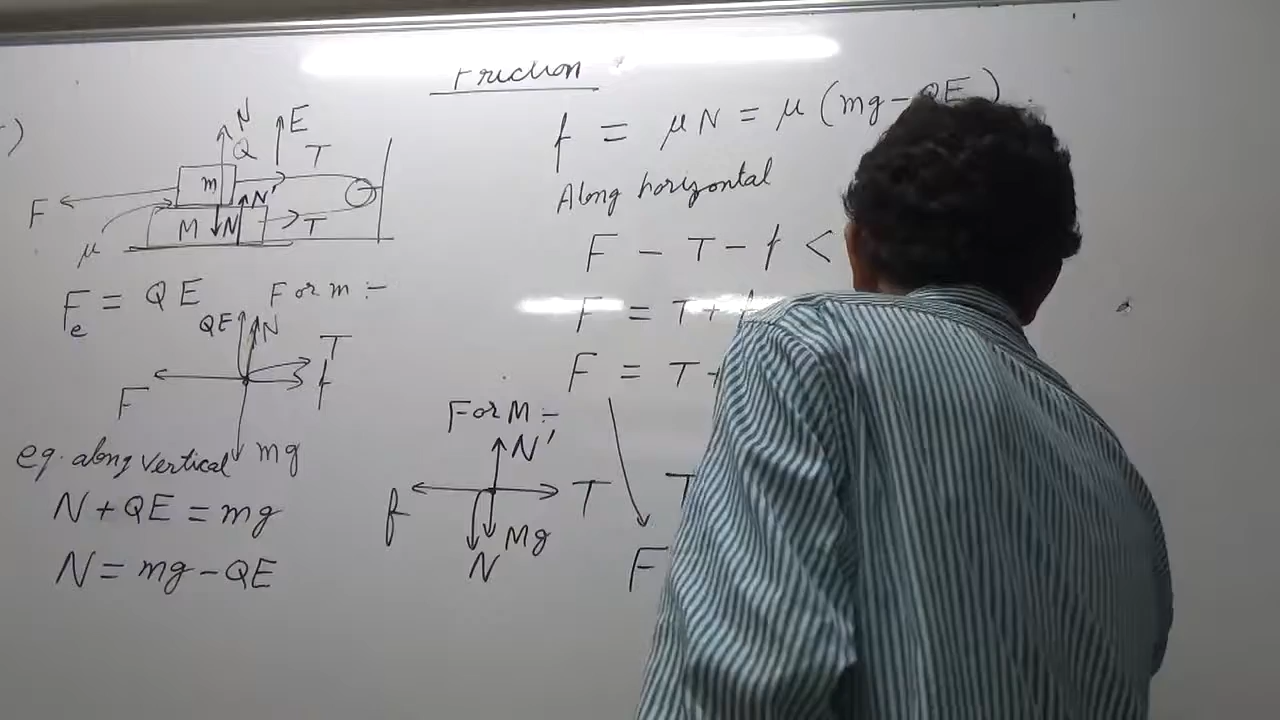 Friction
)
N
E
Q
T
m
F
N'
M
N
T
μ
Fe = QE
For m :-
QE
N
T
f
F
mg
eq. along vertical
N + QE = mg
N = mg - QE
f = μN = μ(mg - QE)
Along horizontal
F - T - f <
F = T +
F = T +
For M :-
N'
f
T
Mg
N
T
F